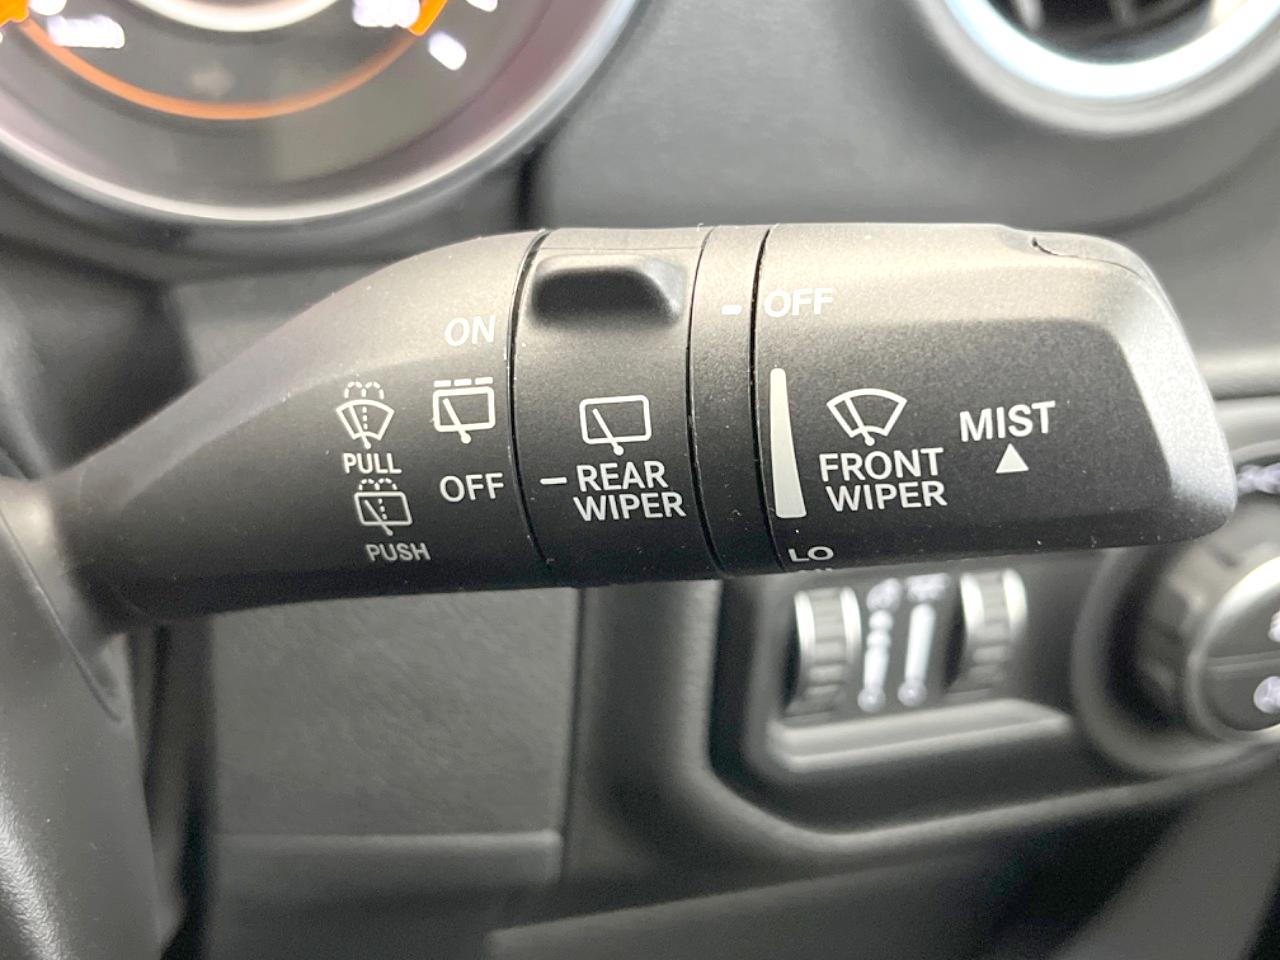 ON
OFF
PULL
PUSH
OFF
REAR
WIPER
FRONT
WIPER
MIST
LO